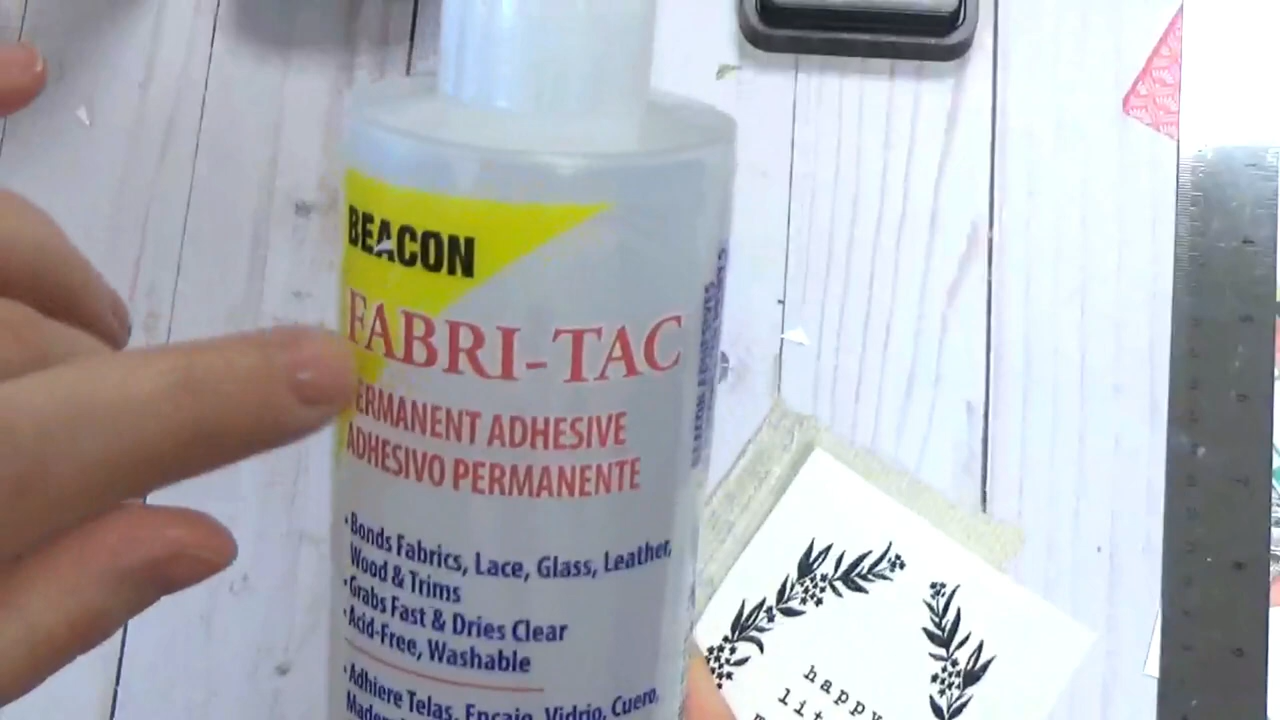 BEACON
FABRI-TAC
ERMANENT ADHESIVE
ADHESIVO PERMANENTE
• Bonds Fabrics, Lace, Glass, Leather,
Wood & Trims
• Grabs Fast & Dries Clear
• Acid-Free, Washable
• Adhiere Telas, Encaje, Vidrio, Cuero,
happy